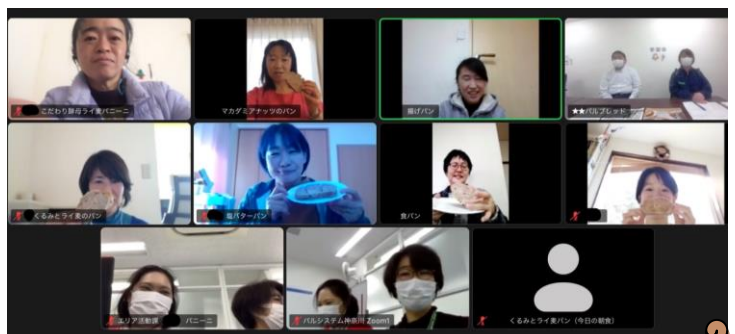 こだわり酵母ライ麦パニーニ
マカダミアナッツのパン
揚げパン
★★パルブレッド
くるみとライ麦のパン
塩バターパン
食パン
エリア活動課 パニーニ
パルシステム神奈川 Zoom1
くるみとライ麦パン（今日の朝食）